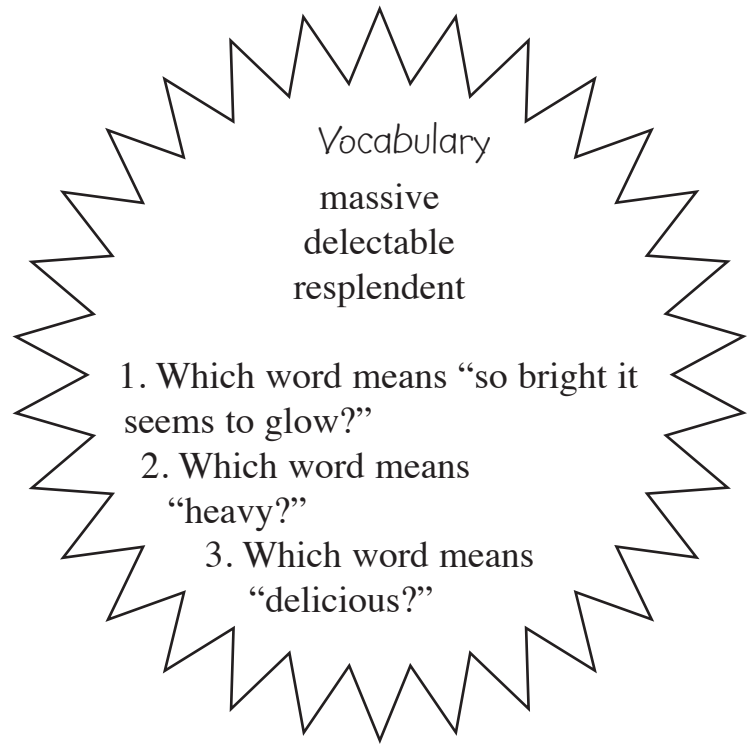 Vocabulary
massive
delectable
resplendent
1. Which word means “so bright it
seems to glow?”
2. Which word means
“heavy?”
3. Which word means
“delicious?”